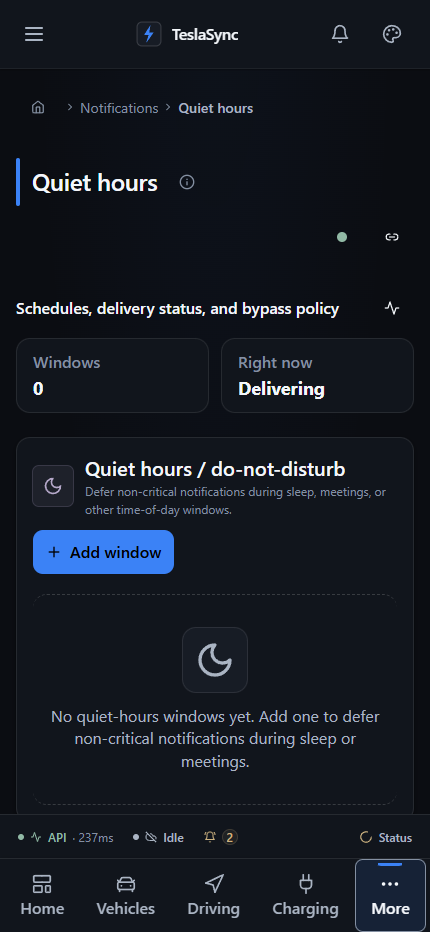 TeslaSync
Notifications
Quiet hours
Quiet hours
Schedules, delivery status, and bypass policy
Windows
0
Right now
Delivering
Quiet hours / do-not-disturb
Defer non-critical notifications during sleep, meetings, or
other time-of-day windows.
+ Add window
No quiet-hours windows yet. Add one to defer
non-critical notifications during sleep or
meetings.
API · 237ms
Idle
2
Status
Home
Vehicles
Driving
Charging
More